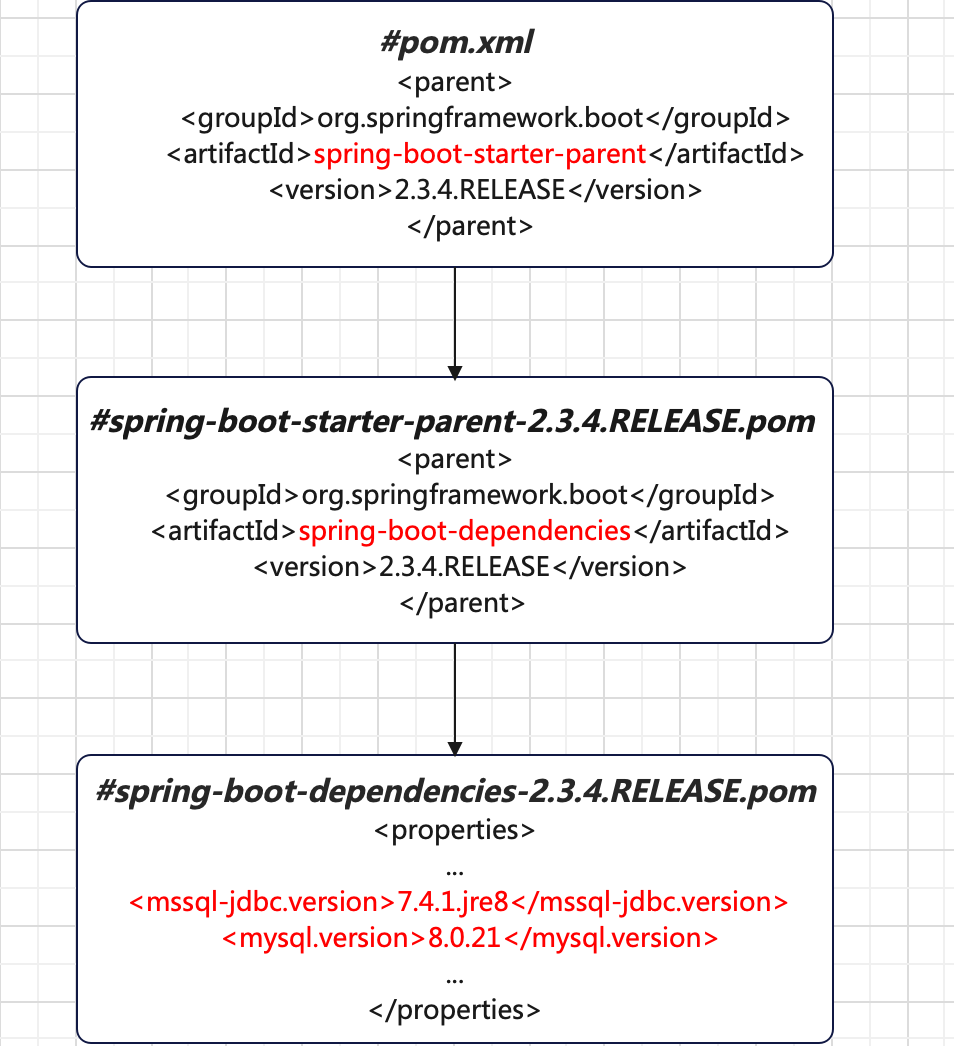 #pom.xml
<parent>
<groupId>org.springframework.boot</groupId>
<artifactId>spring-boot-starter-parent</artifactId>
<version>2.3.4.RELEASE</version>
</parent>
#spring-boot-starter-parent-2.3.4.RELEASE.pom
<parent>
<groupId>org.springframework.boot</groupId>
<artifactId>spring-boot-dependencies</artifactId>
<version>2.3.4.RELEASE</version>
</parent>
#spring-boot-dependencies-2.3.4.RELEASE.pom
<properties>
...
<mssql-jdbc.version>7.4.1.jre8</mssql-jdbc.version>
<mysql.version>8.0.21</mysql.version>
...
</properties>